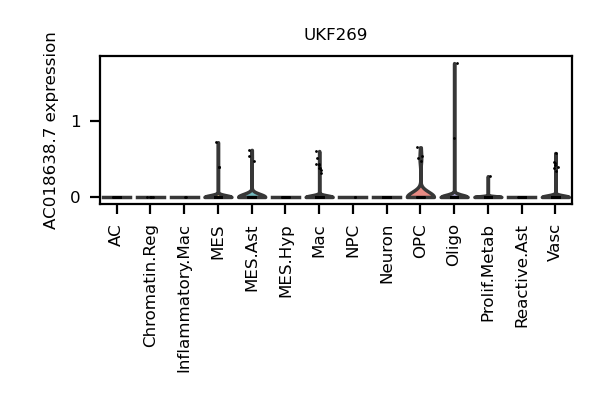 UKF269
AC018638.7 expression
1
0
AC
Chromatin.Reg
Inflammatory.Mac
MES
MES.Ast
MES.Hyp
Mac
NPC
Neuron
OPC
Oligo
Prolif.Metab
Reactive.Ast
Vasc